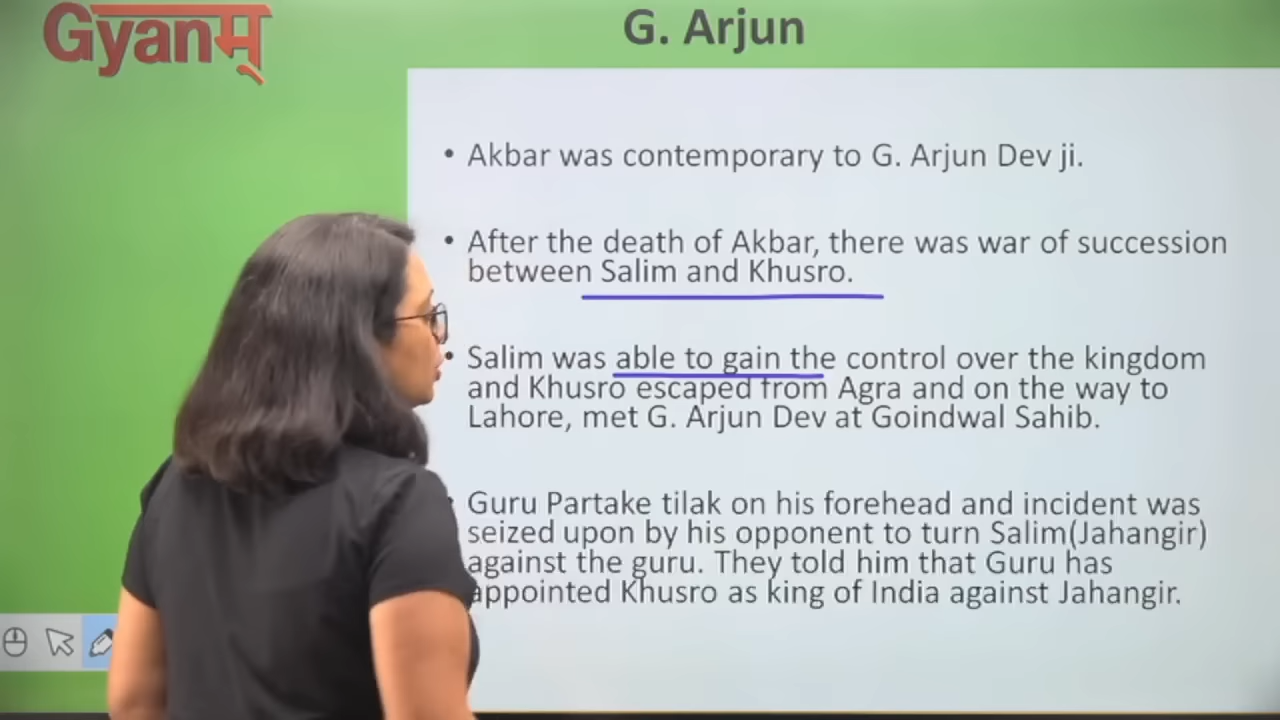 Gyanम्
G. Arjun
• Akbar was contemporary to G. Arjun Dev ji.
• After the death of Akbar, there was war of succession
between Salim and Khusro.
• Salim was able to gain the control over the kingdom
and Khusro escaped from Agra and on the way to
Lahore, met G. Arjun Dev at Goindwal Sahib.
• Guru Partake tilak on his forehead and incident was
seized upon by his opponent to turn Salim(Jahangir)
against the guru. They told him that Guru has
appointed Khusro as king of India against Jahangir.